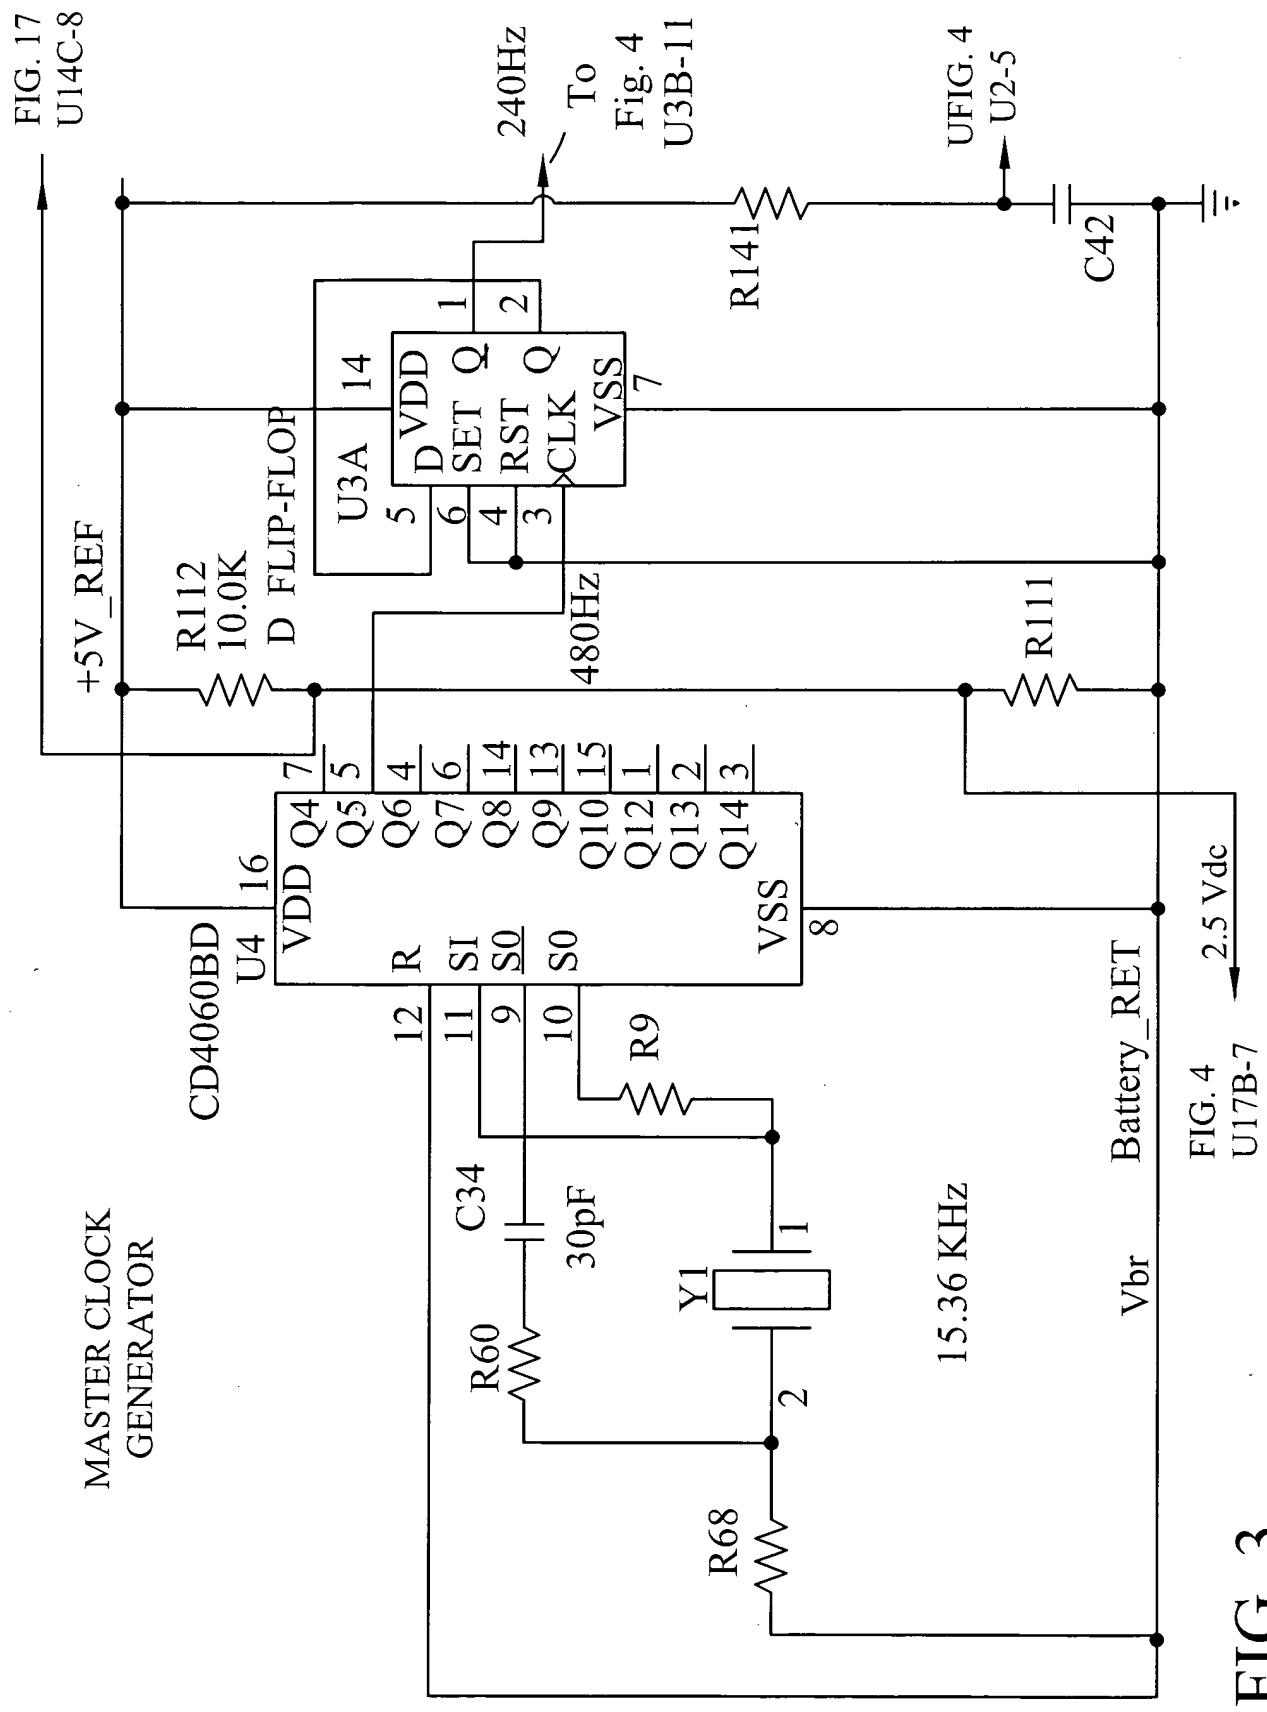 MASTER CLOCK
GENERATOR
CD4060BD
U4
16
VDD
R
SI
S0
S0
VSS
8
12
11
9
10
Q4
Q5
Q6
Q7
Q8
Q9
Q10
Q12
Q13
Q14
7
5
4
6
14
13
15
1
2
3
R9
C34
30pF
R60
Y1
1
2
15.36 KHz
R68
Vbr
Battery_RET
+5V_REF
R112
10.0K
D FLIP-FLOP
U3A
14
5
6
4
3
VDD
D
SET
RST
CLK
VSS
7
Q
Q
1
2
480Hz
R111
2.5 Vdc
FIG. 4
U17B-7
FIG. 17
U14C-8
240Hz
To
Fig. 4
U3B-11
R141
UFIG. 4
U2-5
C42
FIG. 3